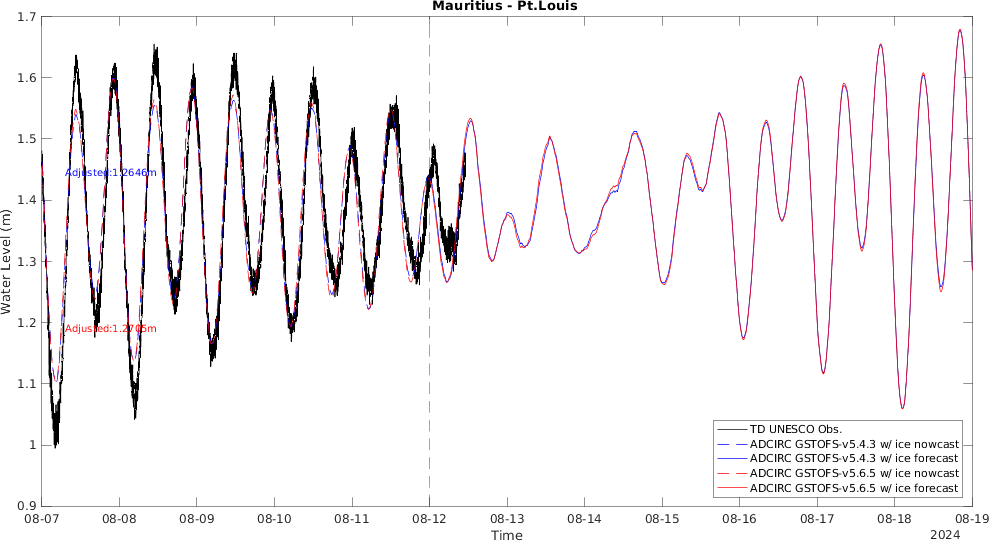 Mauritius - Pt.Louis
1.7
1.6
1.5
1.4
1.3
1.2
1.1
1
0.9
Water Level (m)
Adjusted:1.2646m
Adjusted:1.2705m
TD UNESCO Obs.
ADCIRC GSTOFS-v5.4.3 w/ ice nowcast
ADCIRC GSTOFS-v5.4.3 w/ ice forecast
ADCIRC GSTOFS-v5.6.5 w/ ice nowcast
ADCIRC GSTOFS-v5.6.5 w/ ice forecast
08-07 08-08 08-09 08-10 08-11 08-12 08-13 08-14 08-15 08-16 08-17 08-18 08-19
Time
2024